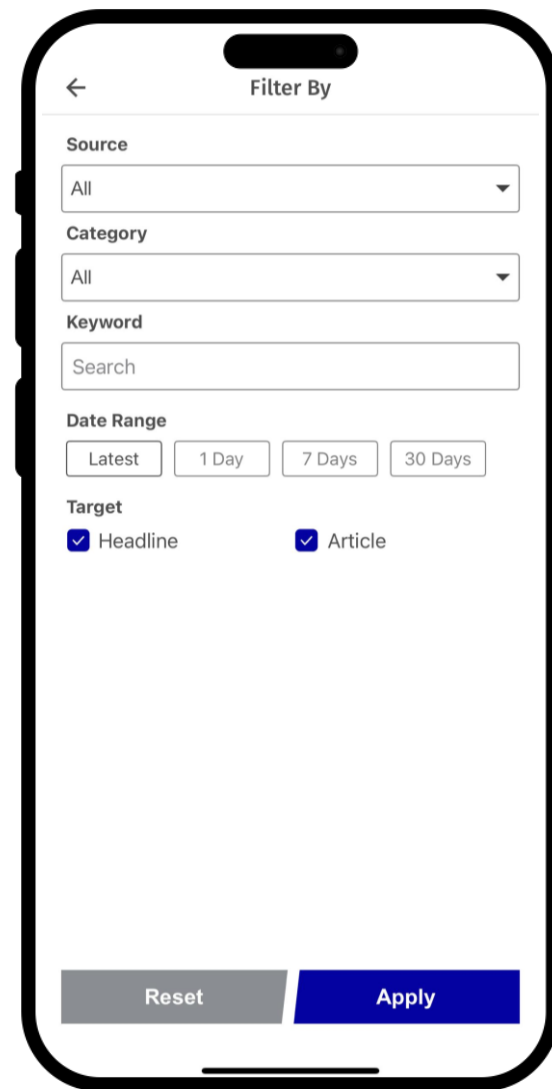 Filter By
Source
All
Category
All
Keyword
Search
Date Range
Latest 1 Day 7 Days 30 Days
Target
Headline Article
Reset Apply